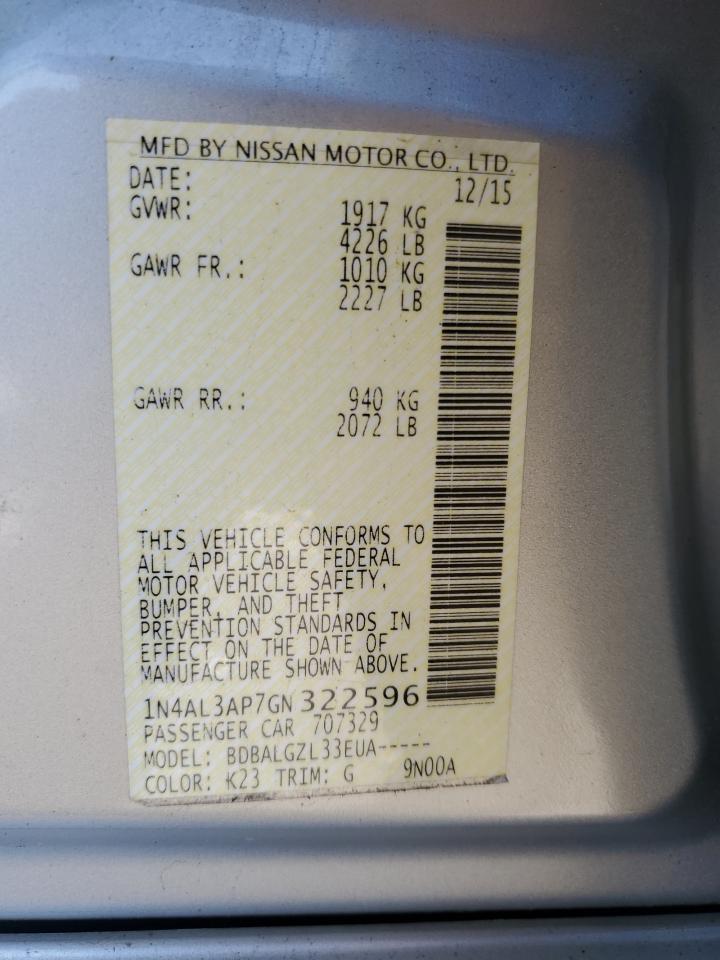 MFD BY NISSAN MOTOR CO., LTD.
DATE: 12/15
GVWR: 1917 KG
4226 LB
GAWR FR.: 1010 KG
2227 LB
GAWR RR.: 940 KG
2072 LB
THIS VEHICLE CONFORMS TO
ALL APPLICABLE FEDERAL
MOTOR VEHICLE SAFETY,
BUMPER, AND THEFT
PREVENTION STANDARDS IN
EFFECT ON THE DATE OF
MANUFACTURE SHOWN ABOVE.
1N4AL3AP7GN322596
PASSENGER CAR 707329
MODEL: BDBALGZL33EUA-----
COLOR: K23 TRIM: G 9N00A